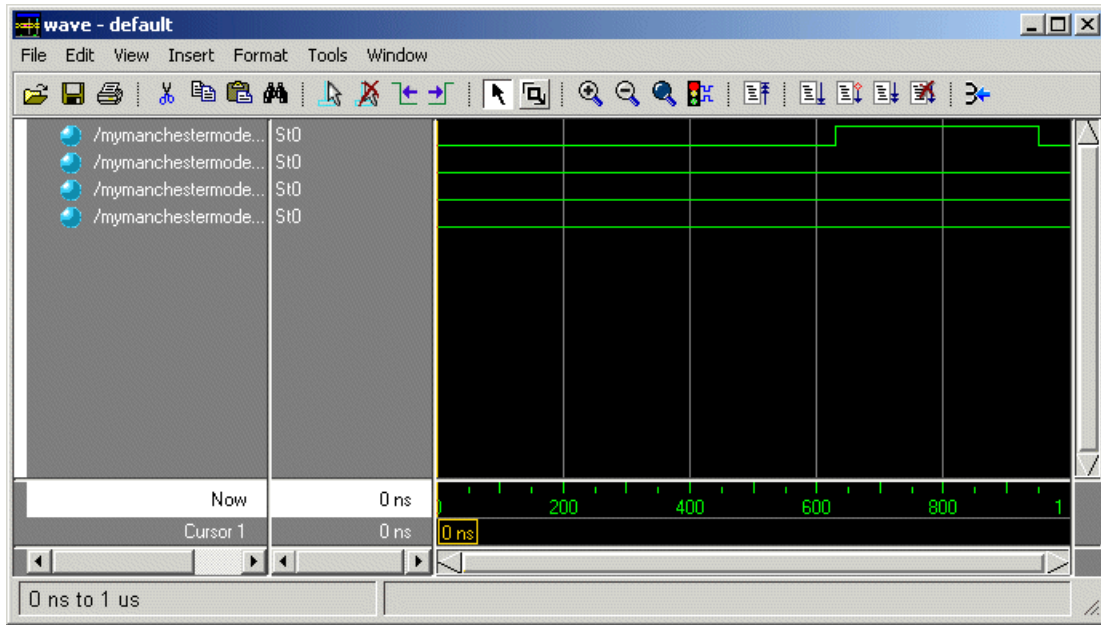 wave - default
File Edit View Insert Format Tools Window
/mymanchestermode... St0
/mymanchestermode... St0
/mymanchestermode... St0
/mymanchestermode... St0
Now 0 ns
200 400 600 800 1
Cursor 1 0 ns 0 ns
0 ns to 1 us